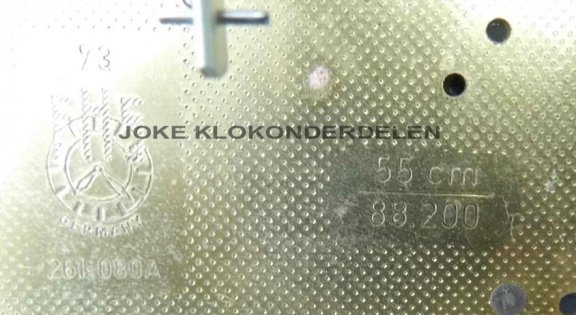 73
JOKE KLOKONDERDELEN
55 cm
88.200
GERMANY
261-080A